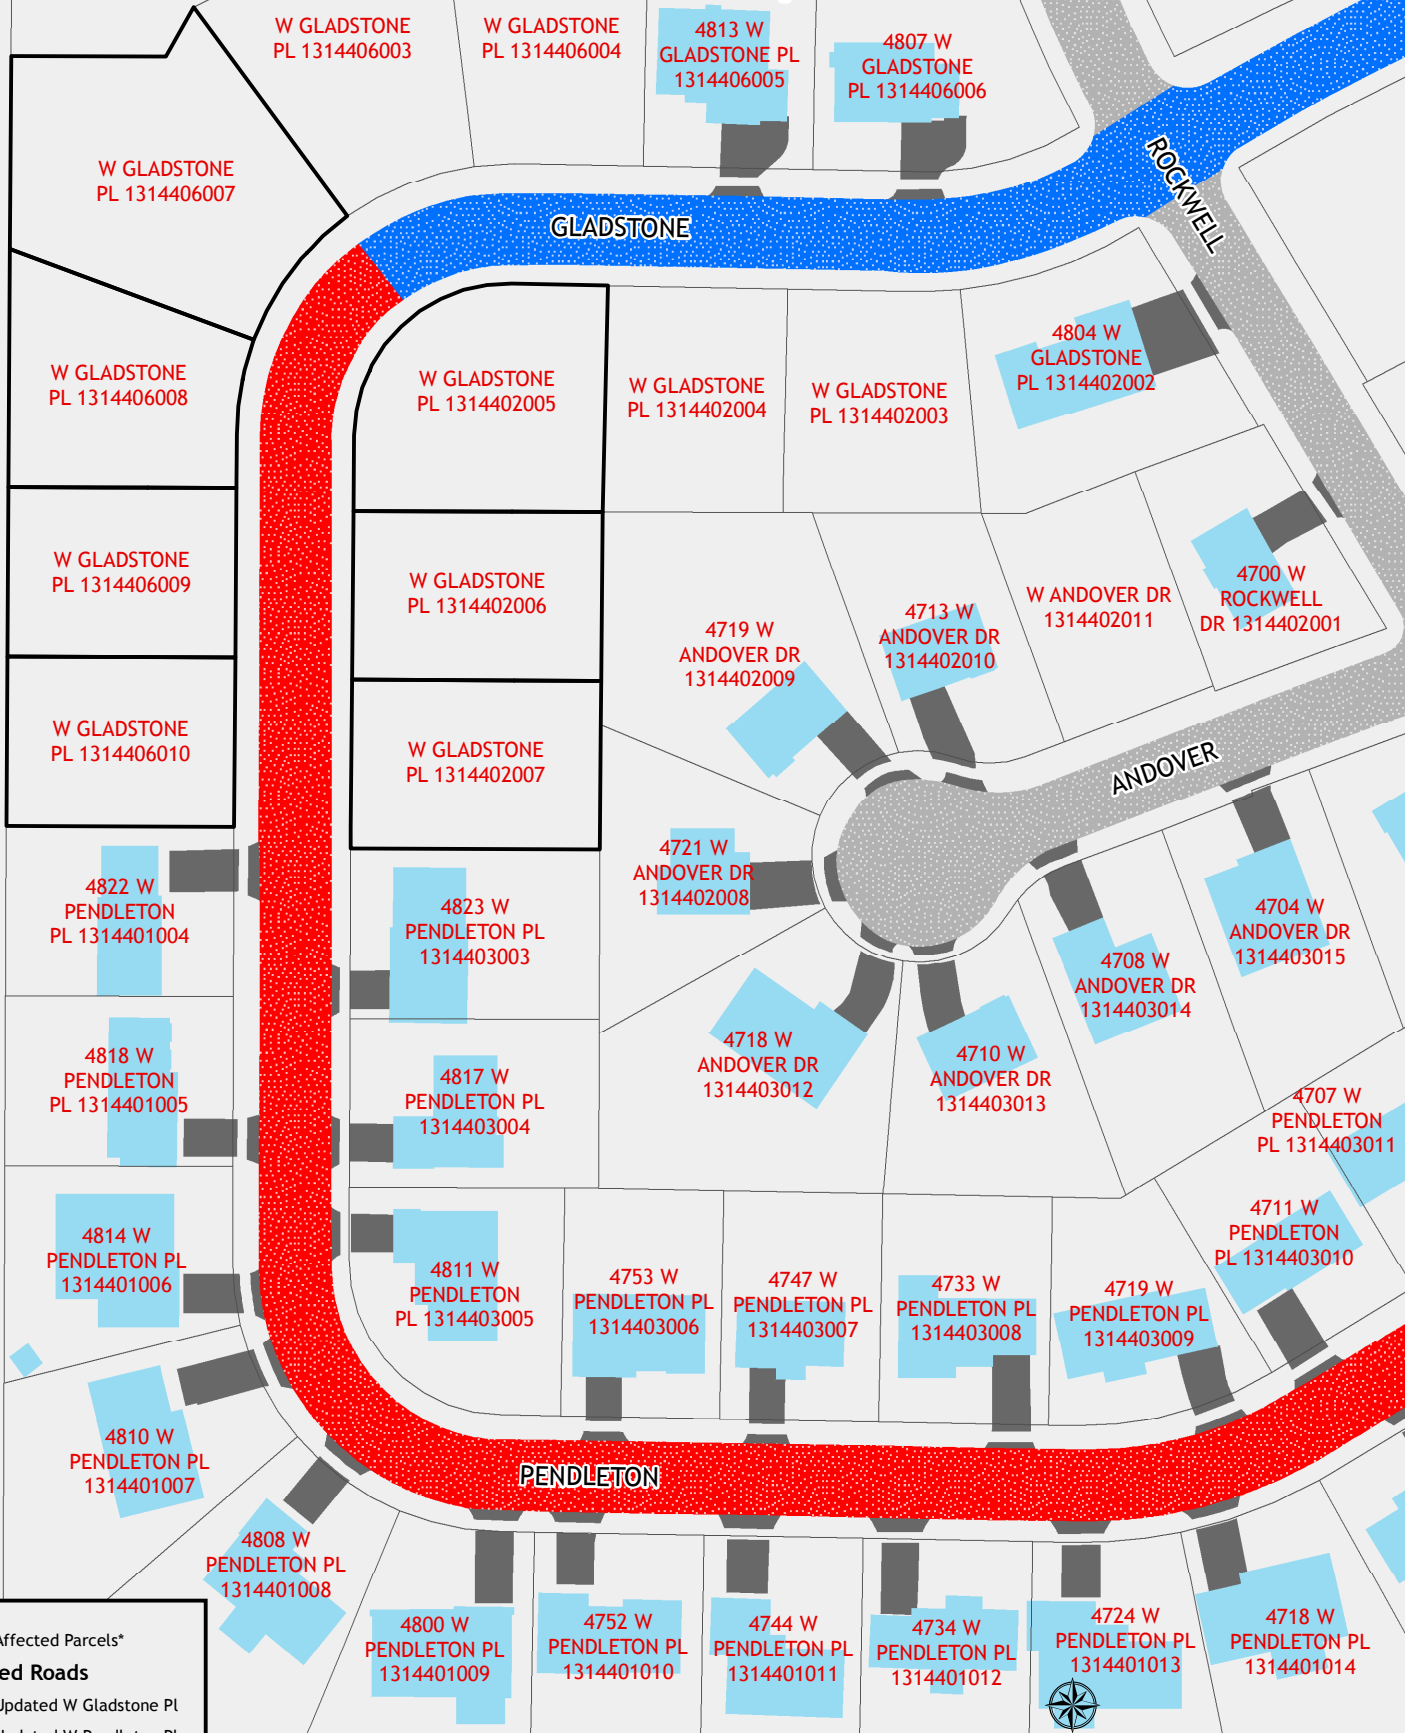 W GLADSTONE
PL 1314406003
W GLADSTONE
PL 1314406004
4813 W
GLADSTONE PL
1314406005
4807 W
GLADSTONE
PL 1314406006
W GLADSTONE
PL 1314406007
GLADSTONE
ROCKWELL
W GLADSTONE
PL 1314406008
W GLADSTONE
PL 1314402005
W GLADSTONE
PL 1314402004
W GLADSTONE
PL 1314402003
4804 W
GLADSTONE
PL 1314402002
W GLADSTONE
PL 1314406009
W GLADSTONE
PL 1314402006
4719 W
ANDOVER DR
1314402009
4713 W
ANDOVER DR
1314402010
W ANDOVER DR
1314402011
4700 W
ROCKWELL
DR 1314402001
W GLADSTONE
PL 1314406010
W GLADSTONE
PL 1314402007
ANDOVER
4822 W
PENDLETON
PL 1314401004
4823 W
PENDLETON PL
1314403003
4721 W
ANDOVER DR
1314402008
4708 W
ANDOVER DR
1314403014
4704 W
ANDOVER DR
1314403015
4818 W
PENDLETON
PL 1314401005
4817 W
PENDLETON PL
1314403004
4718 W
ANDOVER DR
1314403012
4710 W
ANDOVER DR
1314403013
4707 W
PENDLETON
PL 1314403011
4814 W
PENDLETON PL
1314401006
4811 W
PENDLETON
PL 1314403005
4753 W
PENDLETON PL
1314403006
4747 W
PENDLETON PL
1314403007
4733 W
PENDLETON PL
1314403008
4719 W
PENDLETON PL
1314403009
4711 W
PENDLETON
PL 1314403010
4810 W
PENDLETON PL
1314401007
PENDLETON
4808 W
PENDLETON PL
1314401008
4800 W
PENDLETON PL
1314401009
4752 W
PENDLETON PL
1314401010
4744 W
PENDLETON PL
1314401011
4734 W
PENDLETON PL
1314401012
4724 W
PENDLETON PL
1314401013
4718 W
PENDLETON PL
1314401014
Affected Parcels*
ed Roads
Updated W Gladstone Pl